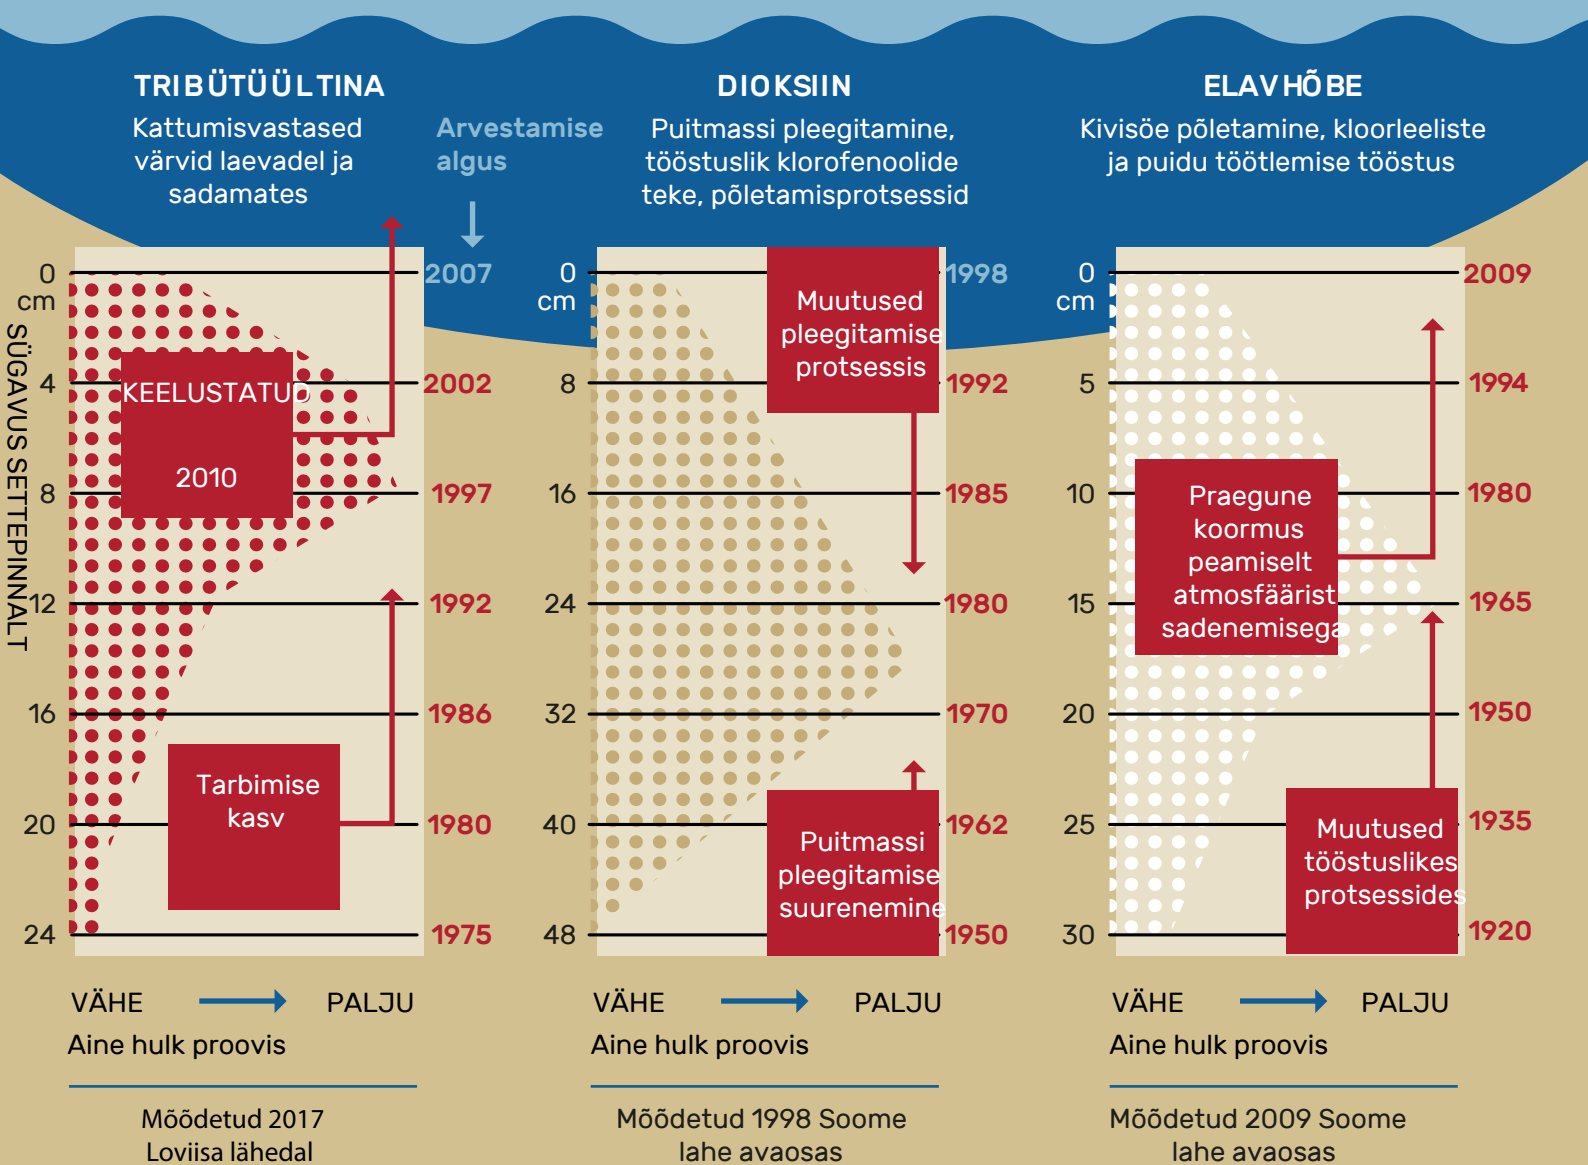 TRIBÜTÜÜLTINA
Kattumisvastased
värvid laevadel ja
sadamates
Arvestamise
algus
0
cm
4
8
12
16
20
24
SÜGAVUS SETTEPINNALT
2007
2002
1997
1992
1986
1980
1975
KEELUSTATUD
2010
Tarbimise
kasv
VÄHE
PALJU
Aine hulk proovis
Mõõdetud 2017
Loviisa lähedal
DIOKSIIN
Puitmassi pleegitamine,
tööstuslik klorofenoolide
teke, põletamisprotsessid
0
cm
8
16
24
32
40
48
1998
1992
1985
1980
1970
1962
1950
Muutused
pleegitamise
protsessis
Puitmassi
pleegitamise
suurenemine
VÄHE
PALJU
Aine hulk proovis
Mõõdetud 1998 Soome
lahe avaosas
ELAVHÕBE
Kivisöe põletamine, kloorleeliste
ja puidu töötlemise tööstus
0
cm
5
10
15
20
25
30
2009
1994
1980
1965
1950
1935
1920
Praegune
koormus
peamiselt
atmosfäärist
sadenemisega
Muutused
tööstuslikes
protsessides
VÄHE
PALJU
Aine hulk proovis
Mõõdetud 2009 Soome
lahe avaosas